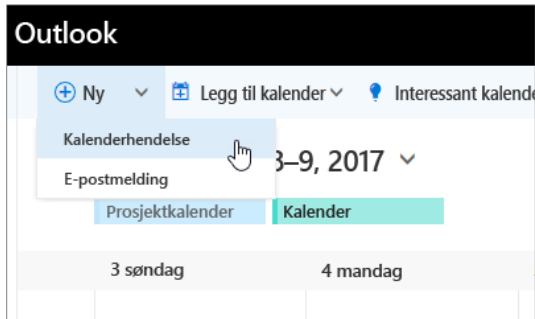 Outlook
Ny Legg til kalender Interessant kalende
Kalenderhendelse
3–9, 2017
E-postmelding
Prosjektkalender Kalender
3 søndag 4 mandag